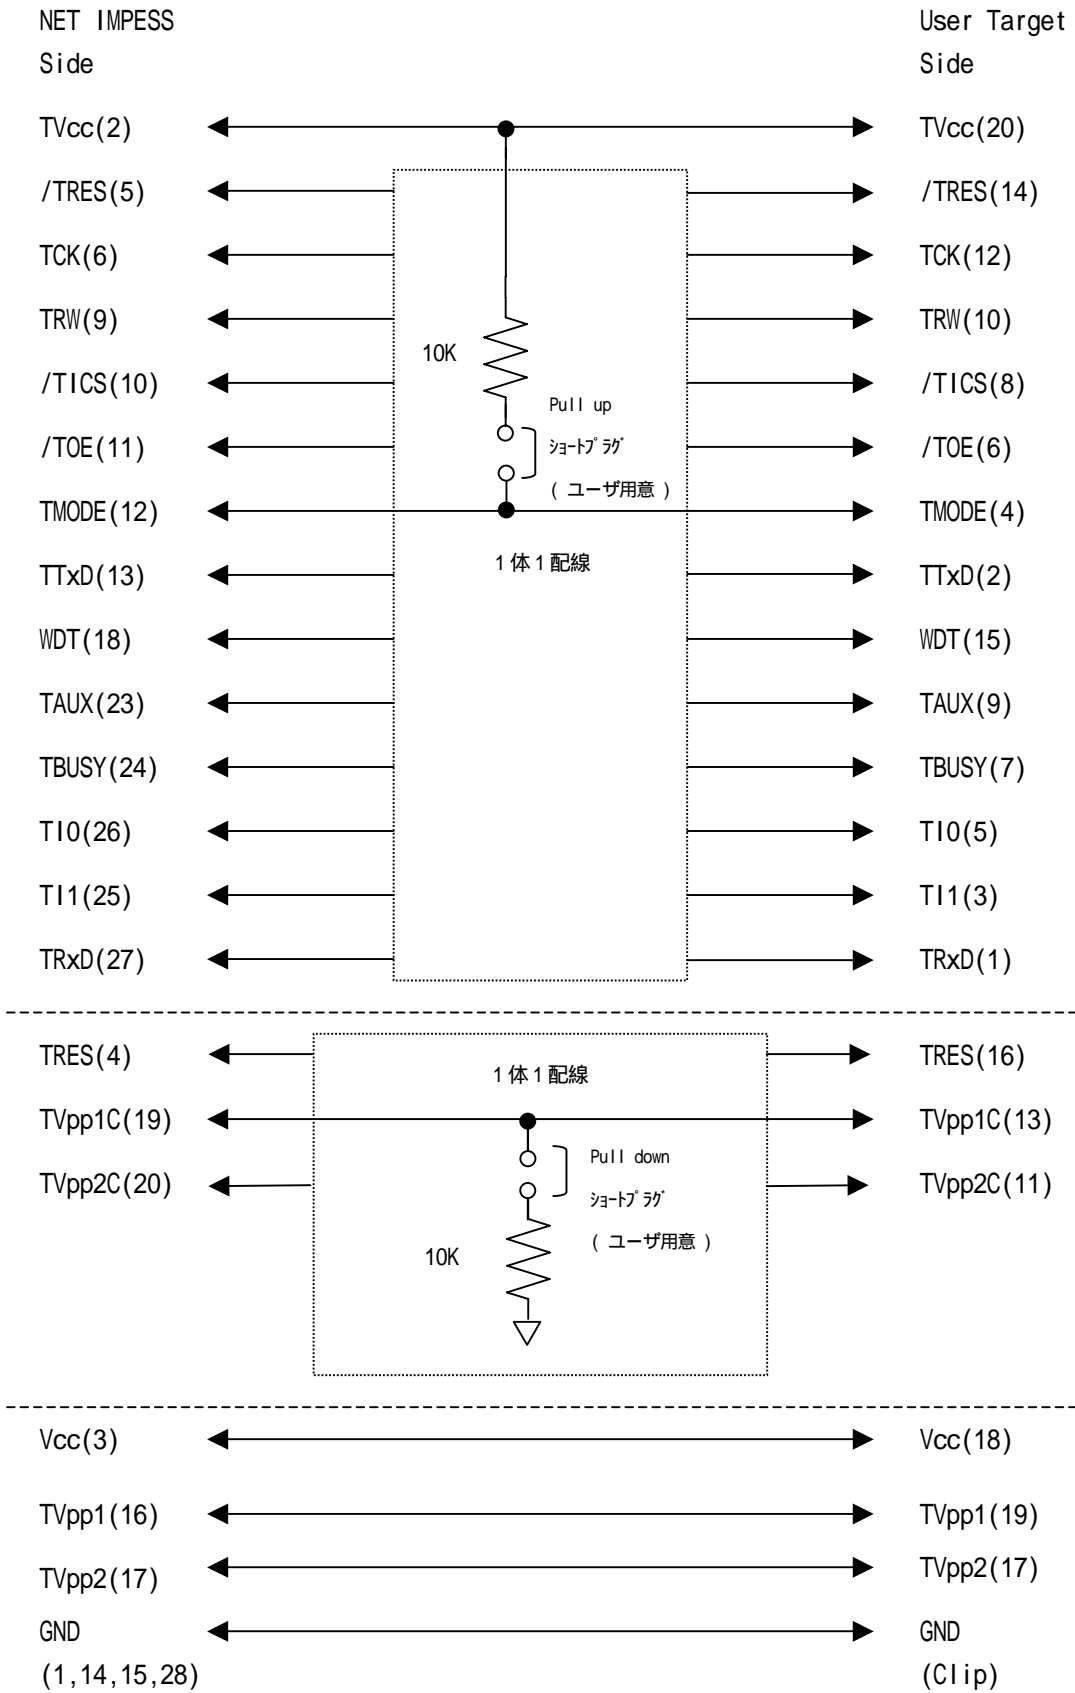 NET IMPESS User Target
Side Side
TVcc(2) TVcc(20)
/TRES(5) /TRES(14)
TCK(6) TCK(12)
TRW(9) TRW(10)
10K
/TICS(10) /TICS(8)
Pull up
/TOE(11) ｼｮｰﾄﾌﾟﾗｸﾞ /TOE(6)
( ユーザ用意 )
TMODE(12) TMODE(4)
1体1配線
TTxD(13) TTxD(2)
WDT(18) WDT(15)
TAUX(23) TAUX(9)
TBUSY(24) TBUSY(7)
TI0(26) TI0(5)
TI1(25) TI1(3)
TRxD(27) TRxD(1)
TRES(4) TRES(16)
1体1配線
TVpp1C(19) TVpp1C(13)
Pull down
TVpp2C(20) TVpp2C(11)
ｼｮｰﾄﾌﾟﾗｸﾞ
( ユーザ用意 )
10K
Vcc(3) Vcc(18)
TVpp1(16) TVpp1(19)
TVpp2(17) TVpp2(17)
GND GND
(1,14,15,28) (Clip)